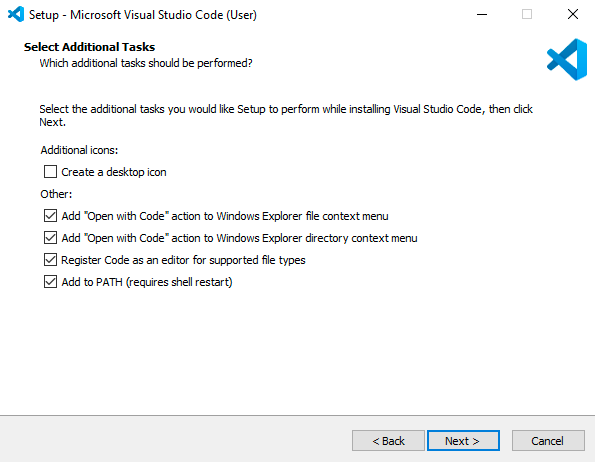 Setup - Microsoft Visual Studio Code (User)
Select Additional Tasks
Which additional tasks should be performed?
Select the additional tasks you would like Setup to perform while installing Visual Studio Code, then click
Next.
Additional icons:
Create a desktop icon
Other:
Add "Open with Code" action to Windows Explorer file context menu
Add "Open with Code" action to Windows Explorer directory context menu
Register Code as an editor for supported file types
Add to PATH (requires shell restart)
< Back Next > Cancel